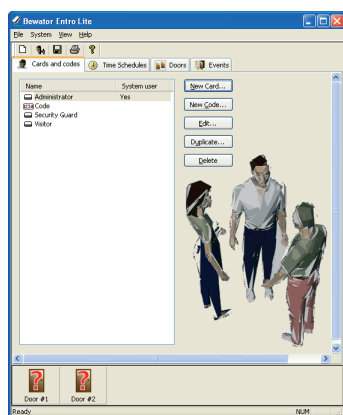 Bewator Entro Lite
File System View Help
Cards and codes Time Schedules Doors Events
Name System user
Administrator Yes
Code
Security Guard
Visitor
New Card...
New Code...
Edit...
Duplicate...
Delete
Door #1 Door #2
Ready NUM